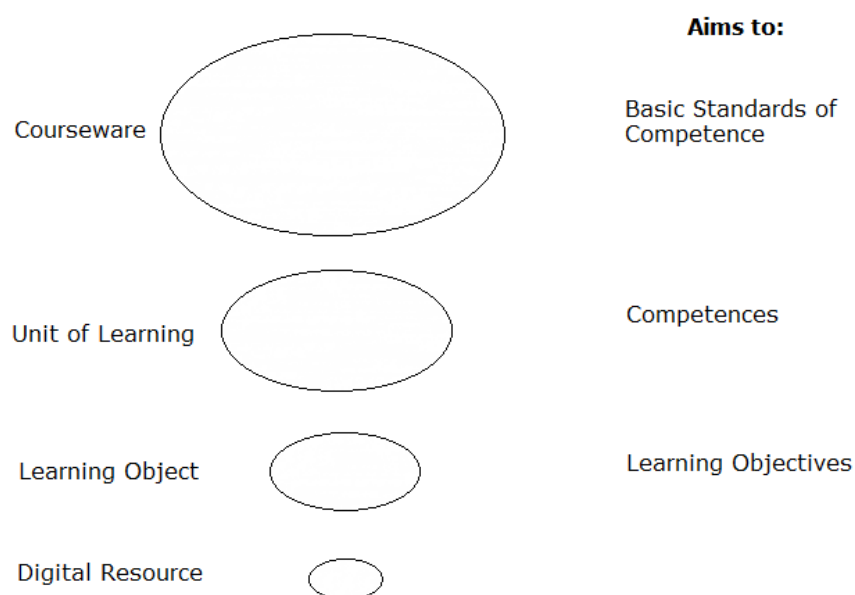 Aims to:
Courseware
Basic Standards of
Competence
Unit of Learning
Competences
Learning Object
Learning Objectives
Digital Resource